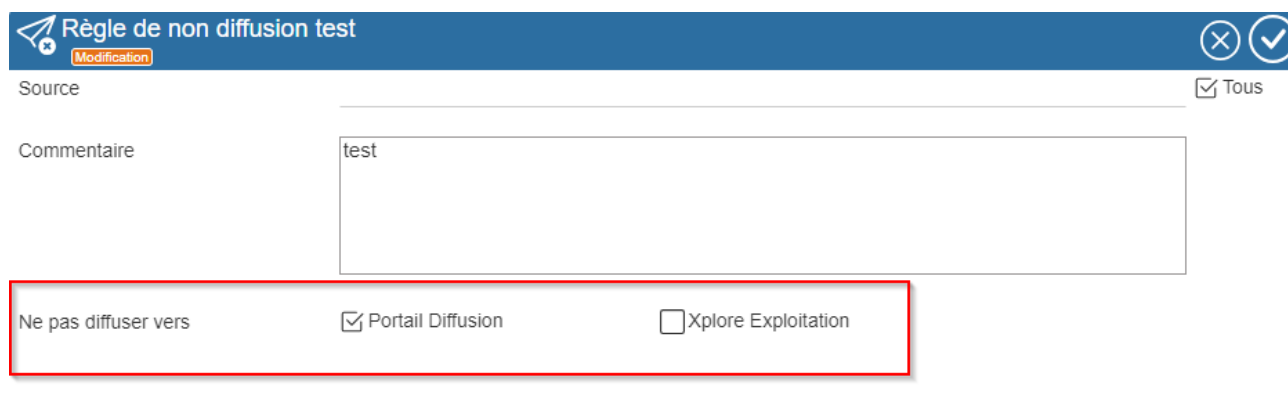 Règle de non diffusion test
Modification
Source
Tous
Commentaire
test
Ne pas diffuser vers
Portail Diffusion
Xplore Exploitation